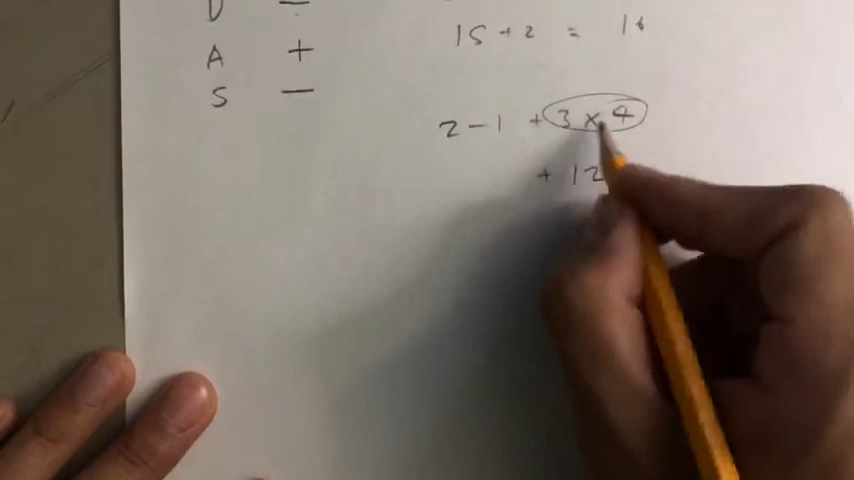 D ÷
A +
S −
15 + 2 = 16
2 − 1 + 3 x 4
+ 12